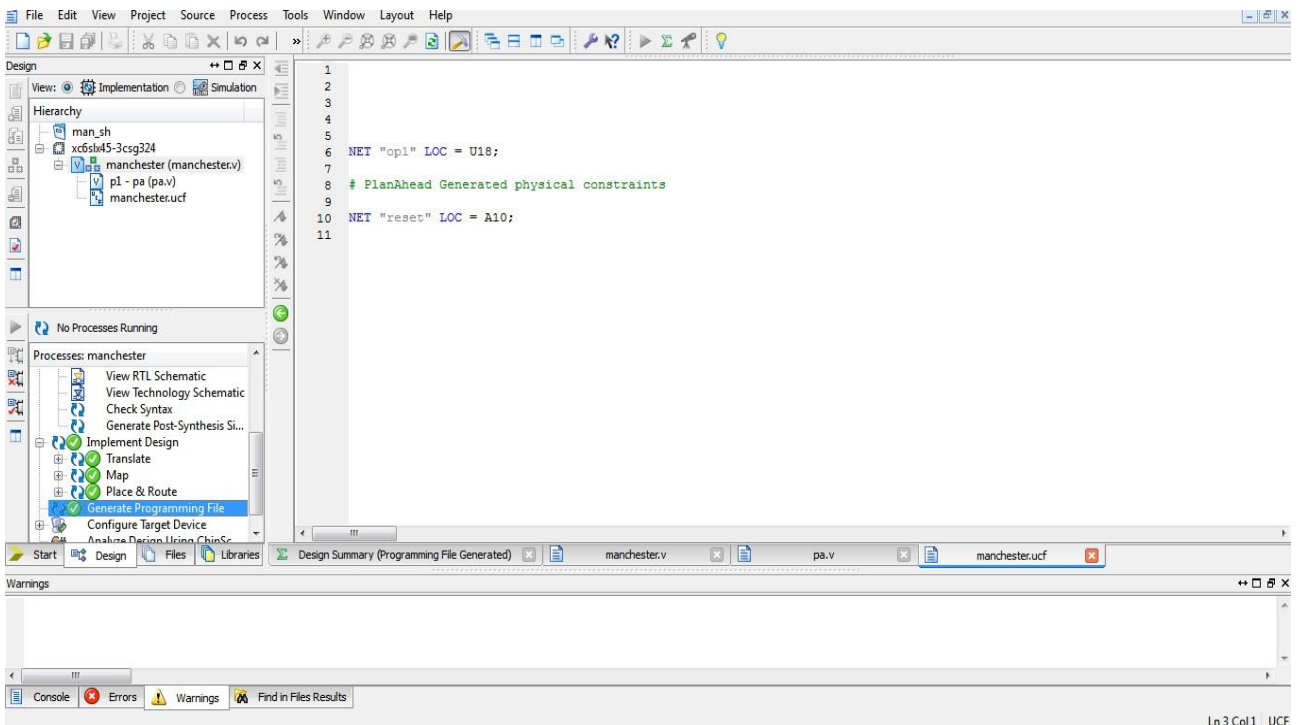 File Edit View Project Source Process Tools Window Layout Help
Design
View: Implementation Simulation
Hierarchy
man_sh
xc6slx45-3csg324
manchester (manchester.v)
p1 - pa (pa.v)
manchester.ucf
No Processes Running
Processes: manchester
View RTL Schematic
View Technology Schematic
Check Syntax
Generate Post-Synthesis Si...
Implement Design
Translate
Map
Place & Route
Generate Programming File
Configure Target Device
Analyze Design Using ChipSc...
Start Design Files Libraries
1
2
3
4
5
6 NET "op1" LOC = U18;
7
8 # PlanAhead Generated physical constraints
9
10 NET "reset" LOC = A10;
11
Design Summary (Programming File Generated) manchester.v pa.v manchester.ucf
Warnings
Console Errors Warnings Find in Files Results
Ln 3 Col 1 UCF